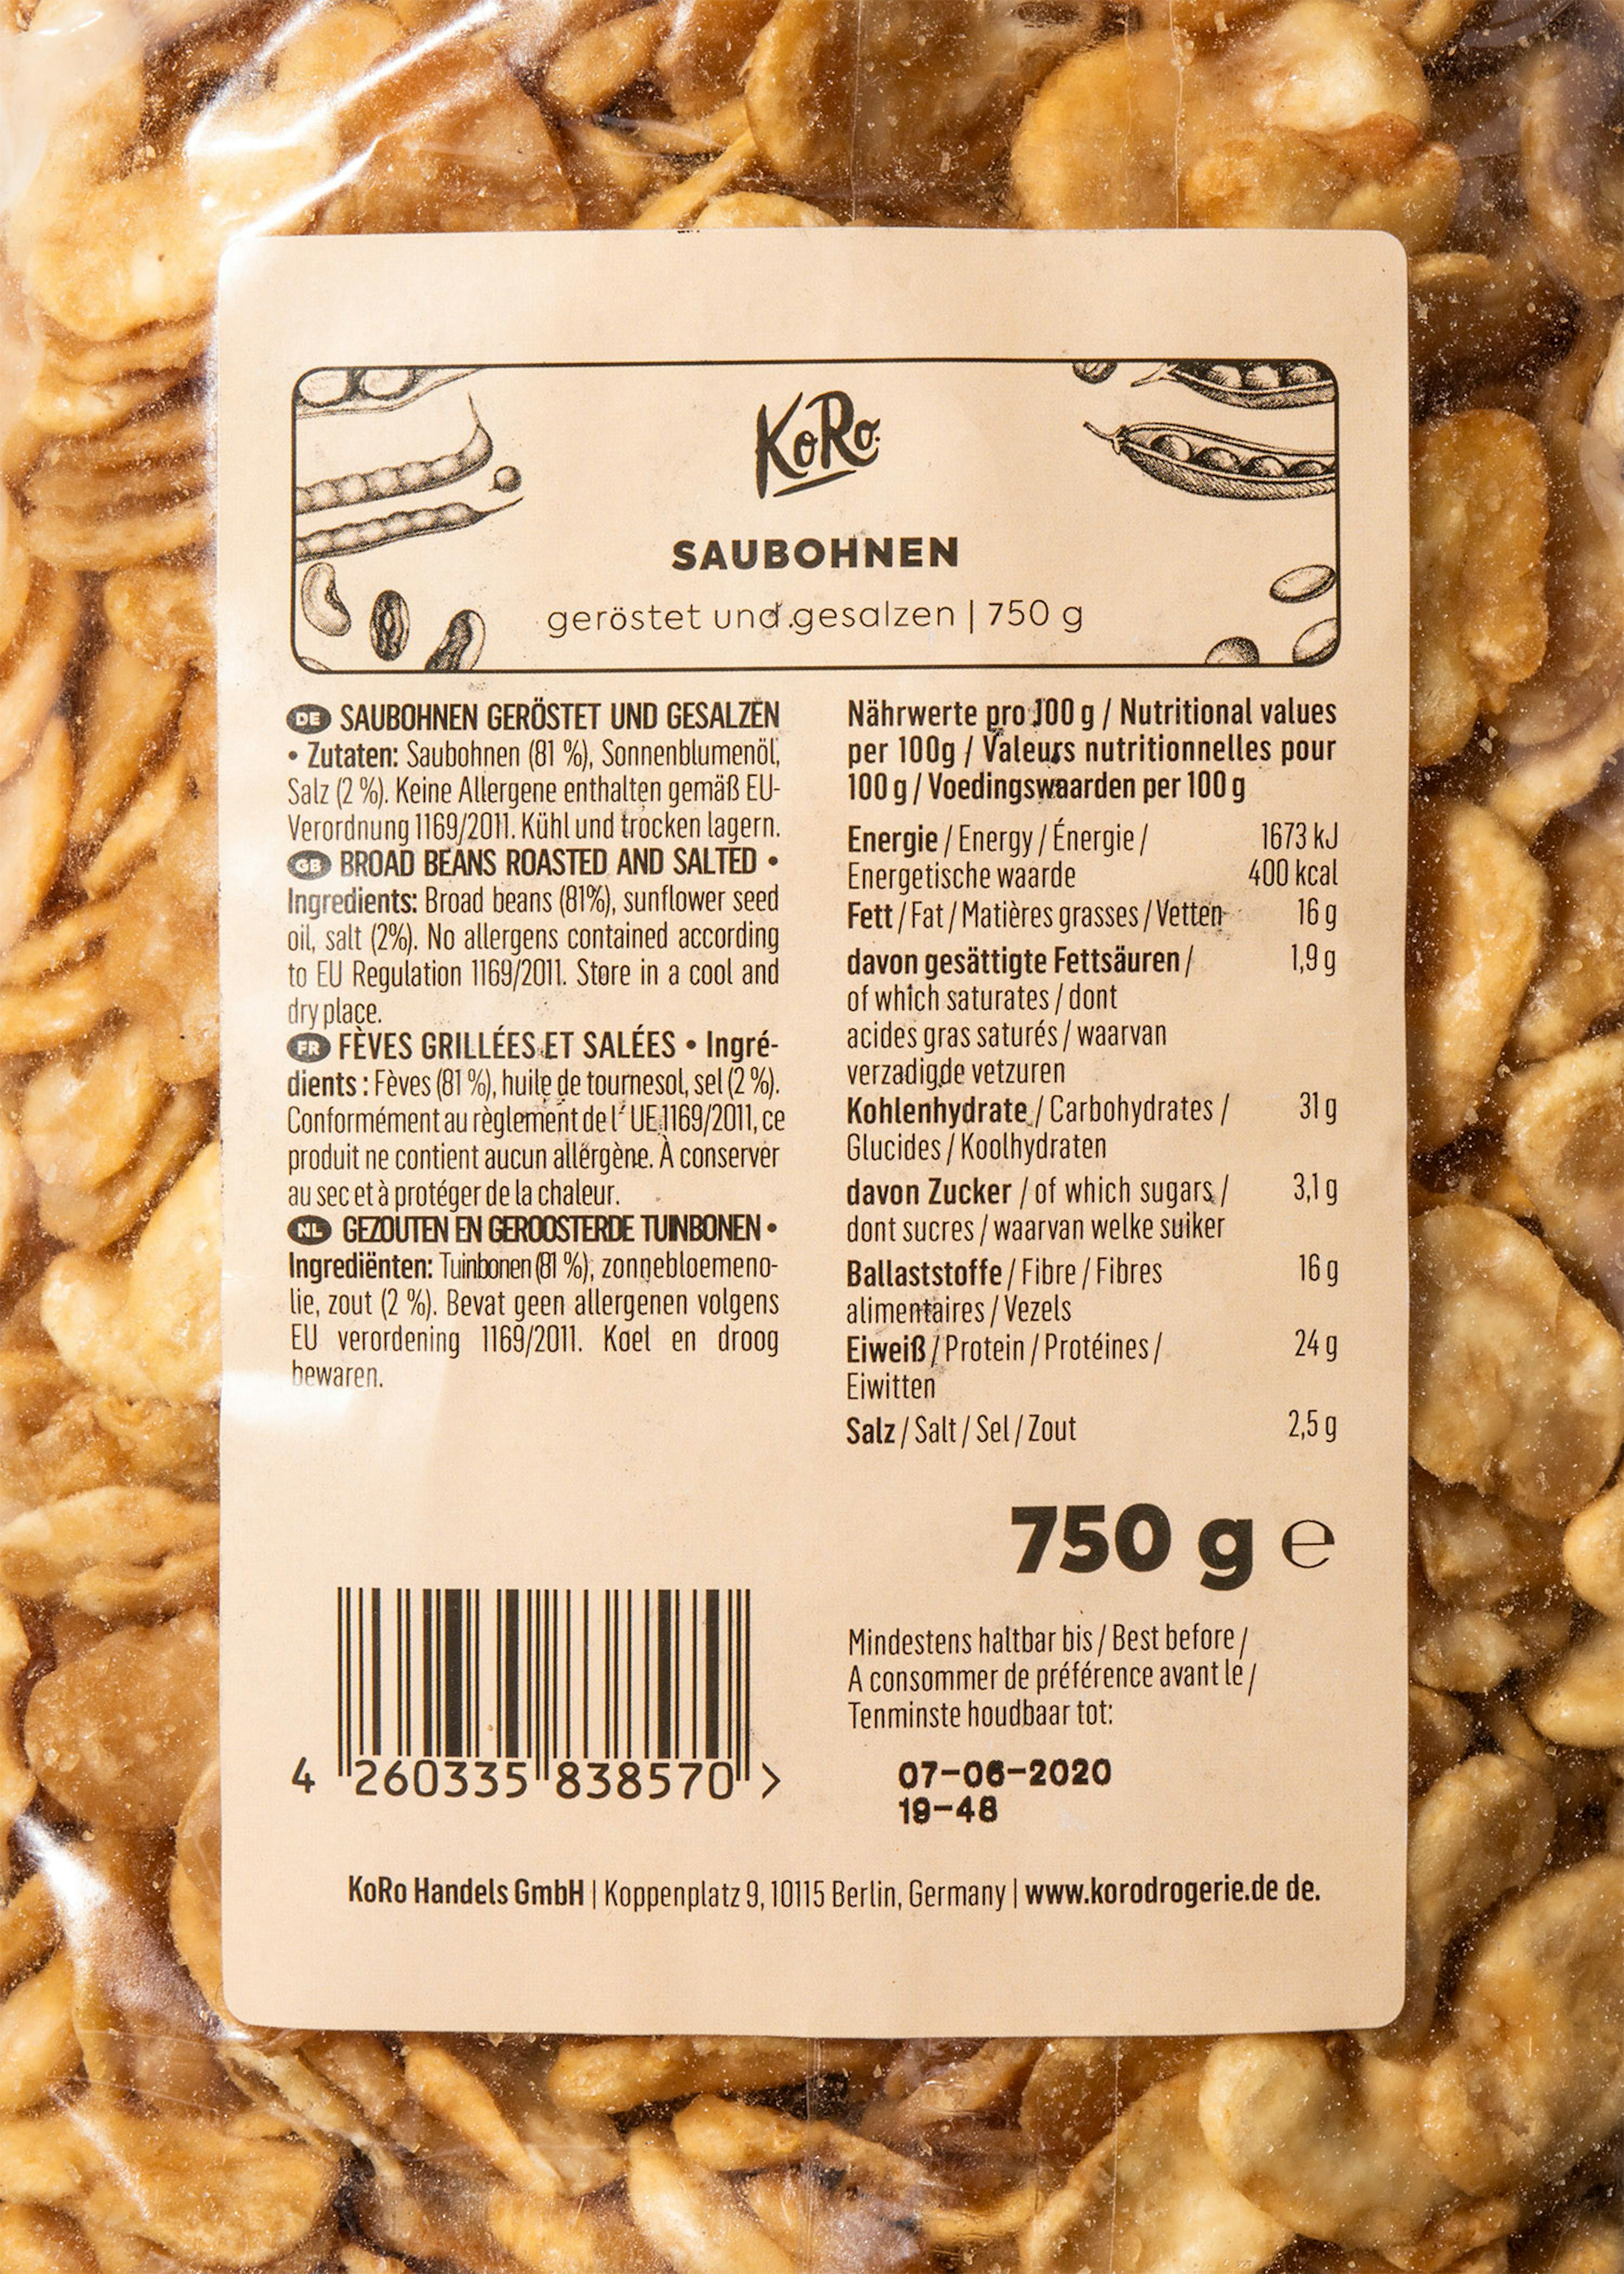 KoRo
SAUBOHNEN
geröstet und gesalzen | 750 g
DE SAUBOHNEN GERÖSTET UND GESALZEN
• Zutaten: Saubohnen (81 %), Sonnenblumenöl,
Salz (2 %). Keine Allergene enthalten gemäß EU-
Verordnung 1169/2011. Kühl und trocken lagern.
GB BROAD BEANS ROASTED AND SALTED •
Ingredients: Broad beans (81%), sunflower seed
oil, salt (2%). No allergens contained according
to EU Regulation 1169/2011. Store in a cool and
dry place.
FR FÈVES GRILLÉES ET SALÉES • Ingré-
dients : Fèves (81 %), huile de tournesol, sel (2 %).
Conformément au règlement de l' UE 1169/2011, ce
produit ne contient aucun allérgène. À conserver
au sec et à protéger de la chaleur.
NL GEZOUTEN EN GEROOSTERDE TUINBONEN •
Ingrediënten: Tuinbonen (81 %), zonnebloemeno-
lie, zout (2 %). Bevat geen allergenen volgens
EU verordening 1169/2011. Koel en droog
bewaren.
Nährwerte pro 100 g / Nutritional values
per 100g / Valeurs nutritionnelles pour
100 g / Voedingswaarden per 100 g
Energie / Energy / Énergie / 1673 kJ
Energetische waarde 400 kcal
Fett / Fat / Matières grasses / Vetten 16 g
davon gesättigte Fettsäuren / 1,9 g
of which saturates / dont
acides gras saturés / waarvan
verzadigde vetzuren
Kohlenhydrate / Carbohydrates / 31 g
Glucides / Koolhydraten
davon Zucker / of which sugars / 3,1 g
dont sucres / waarvan welke suiker
Ballaststoffe / Fibre / Fibres 16 g
alimentaires / Vezels
Eiweiß / Protein / Protéines / 24 g
Eiwitten
Salz / Salt / Sel / Zout 2,5 g
750 g e
Mindestens haltbar bis / Best before /
A consommer de préférence avant le /
Tenminste houdbaar tot:
07-06-2020
19-48
4 260335 838570 >
KoRo Handels GmbH | Koppenplatz 9, 10115 Berlin, Germany | www.korodrogerie.de de.